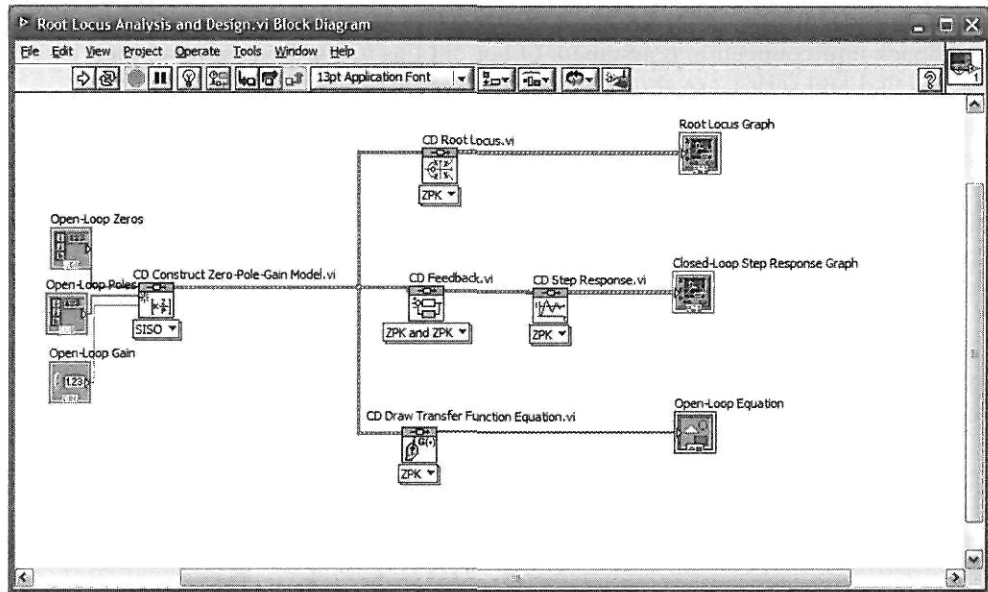 Root Locus Analysis and Design.vi Block Diagram
File Edit View Project Operate Tools Window Help
13pt Application Font
1
CD Root Locus.vi
Root Locus Graph
ZPK
Open-Loop Zeros
CD Construct Zero-Pole-Gain Model.vi
CD Feedback.vi
CD Step Response.vi
Closed-Loop Step Response Graph
Open-Loop Poles
SISO
ZPK and ZPK
ZPK
Open-Loop Gain
1.23
CD Draw Transfer Function Equation.vi
Open-Loop Equation
G(•)
ZPK